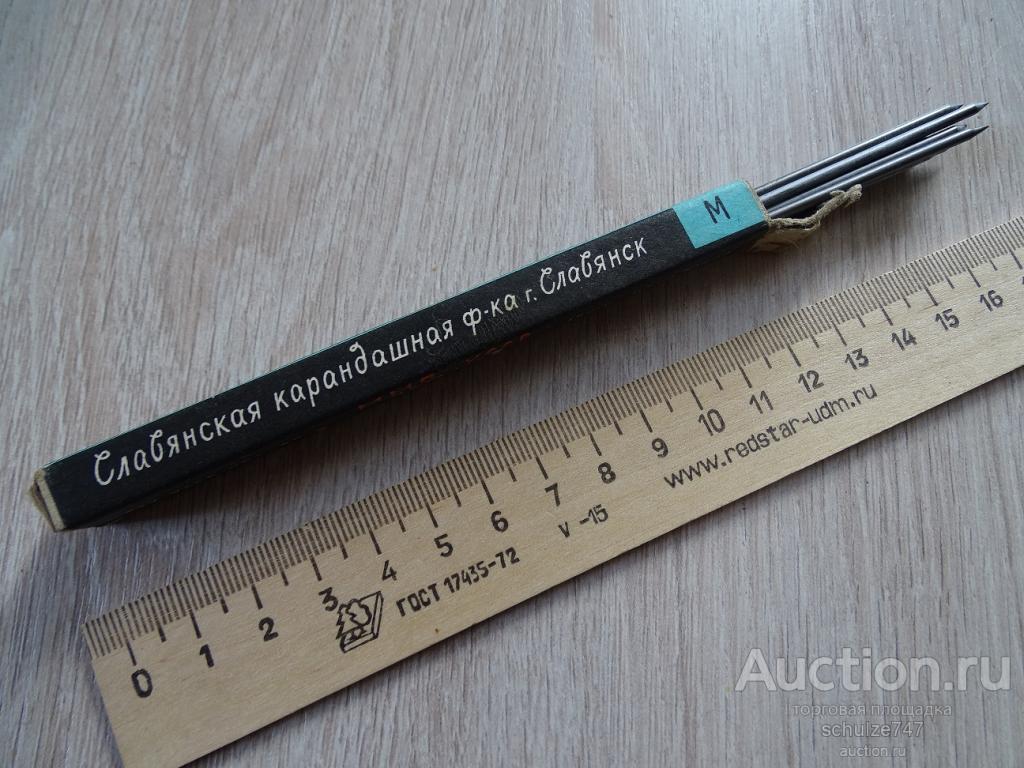 Славянская карандашная ф-ка г. Славянск
М
0 1 2 3 4 5 6 7 8 9 10 11 12 13 14 15 16
ГОСТ 17435-72
V -15
www.redstar-udm.ru
Auction.ru
торговая площадка
schulze747
auction.ru